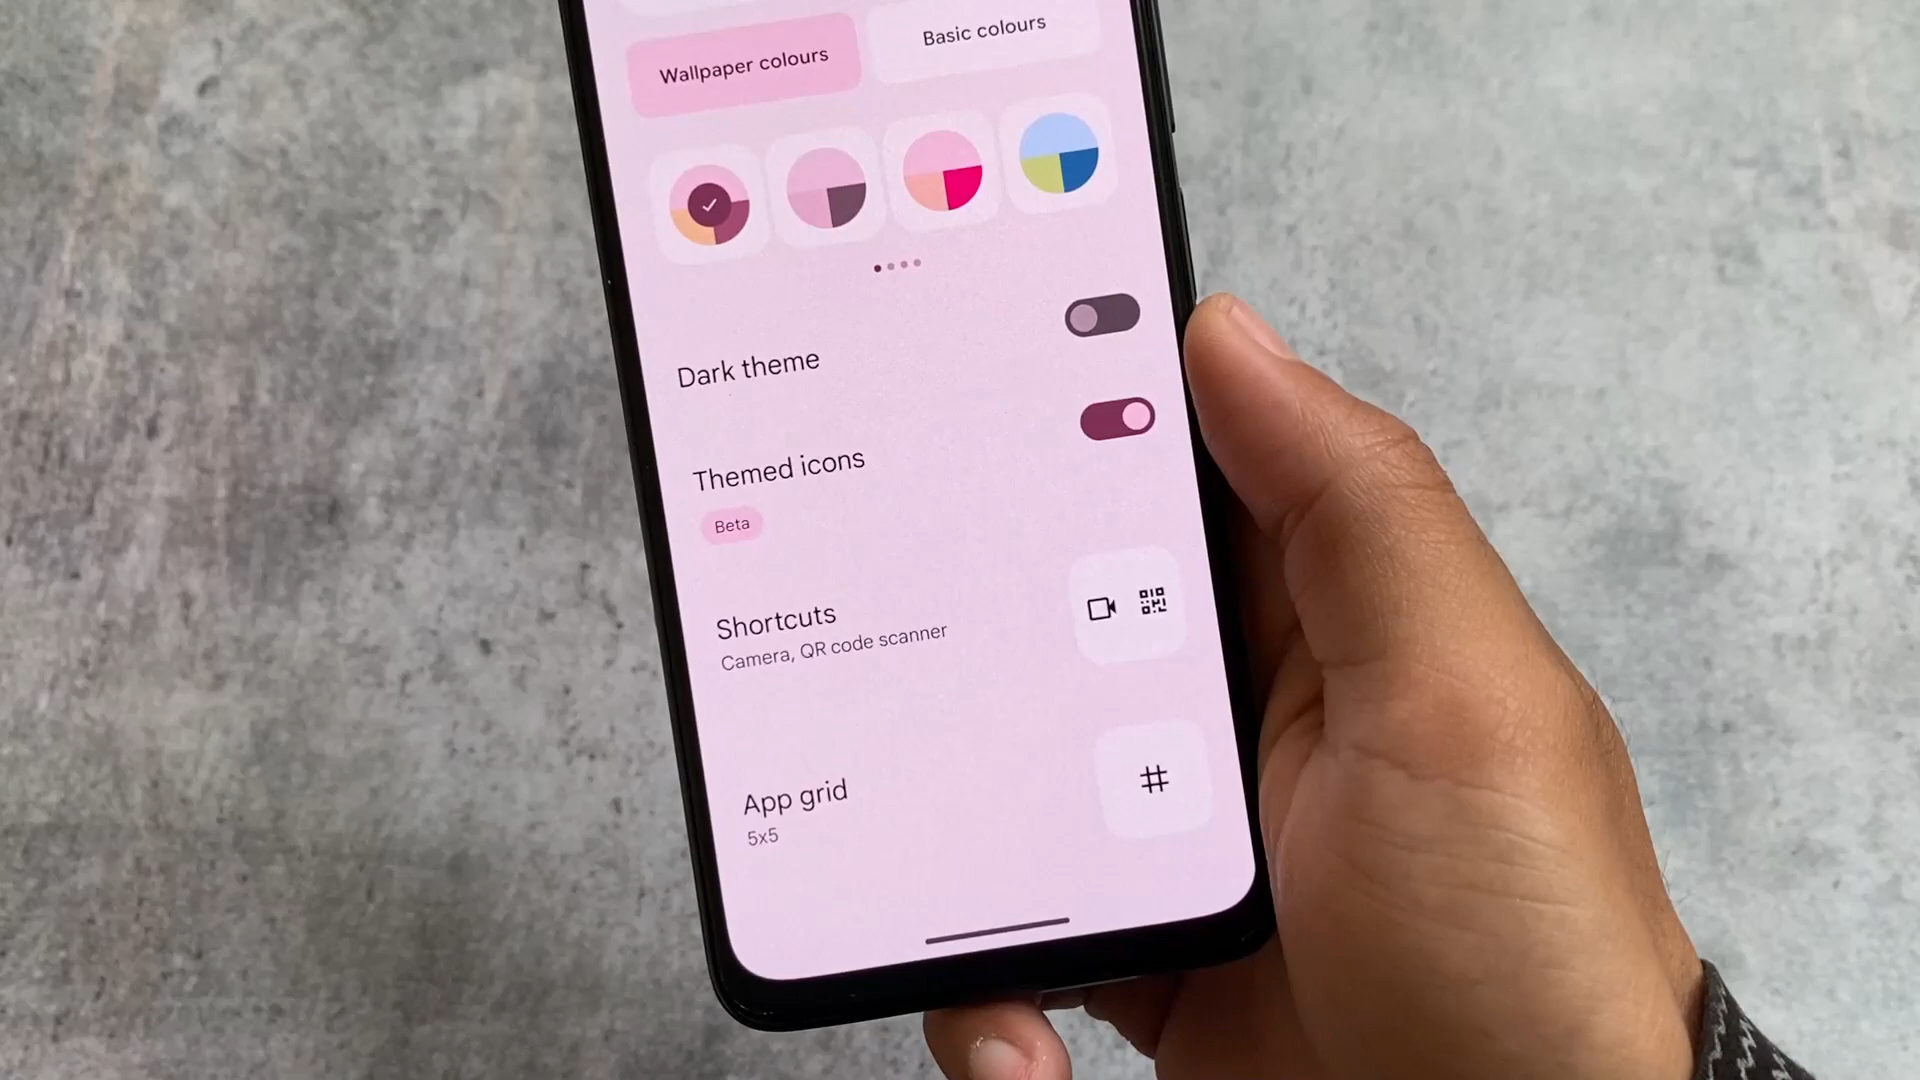 Wallpaper colours
Basic colours
Dark theme
Themed icons
Beta
Shortcuts
Camera, QR code scanner
App grid
5x5